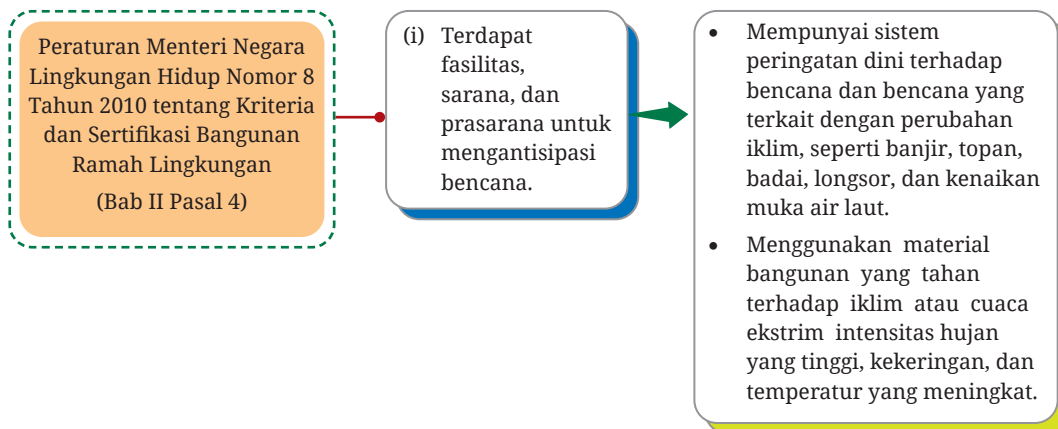 Peraturan Menteri Negara
Lingkungan Hidup Nomor 8
Tahun 2010 tentang Kriteria
dan Sertifikasi Bangunan
Ramah Lingkungan
(Bab II Pasal 4)
(i) Terdapat
fasilitas,
sarana, dan
prasarana untuk
mengantisipasi
bencana.
• Mempunyai sistem
peringatan dini terhadap
bencana dan bencana yang
terkait dengan perubahan
iklim, seperti banjir, topan,
badai, longsor, dan kenaikan
muka air laut.
• Menggunakan material
bangunan yang tahan
terhadap iklim atau cuaca
ekstrim intensitas hujan
yang tinggi, kekeringan, dan
temperatur yang meningkat.